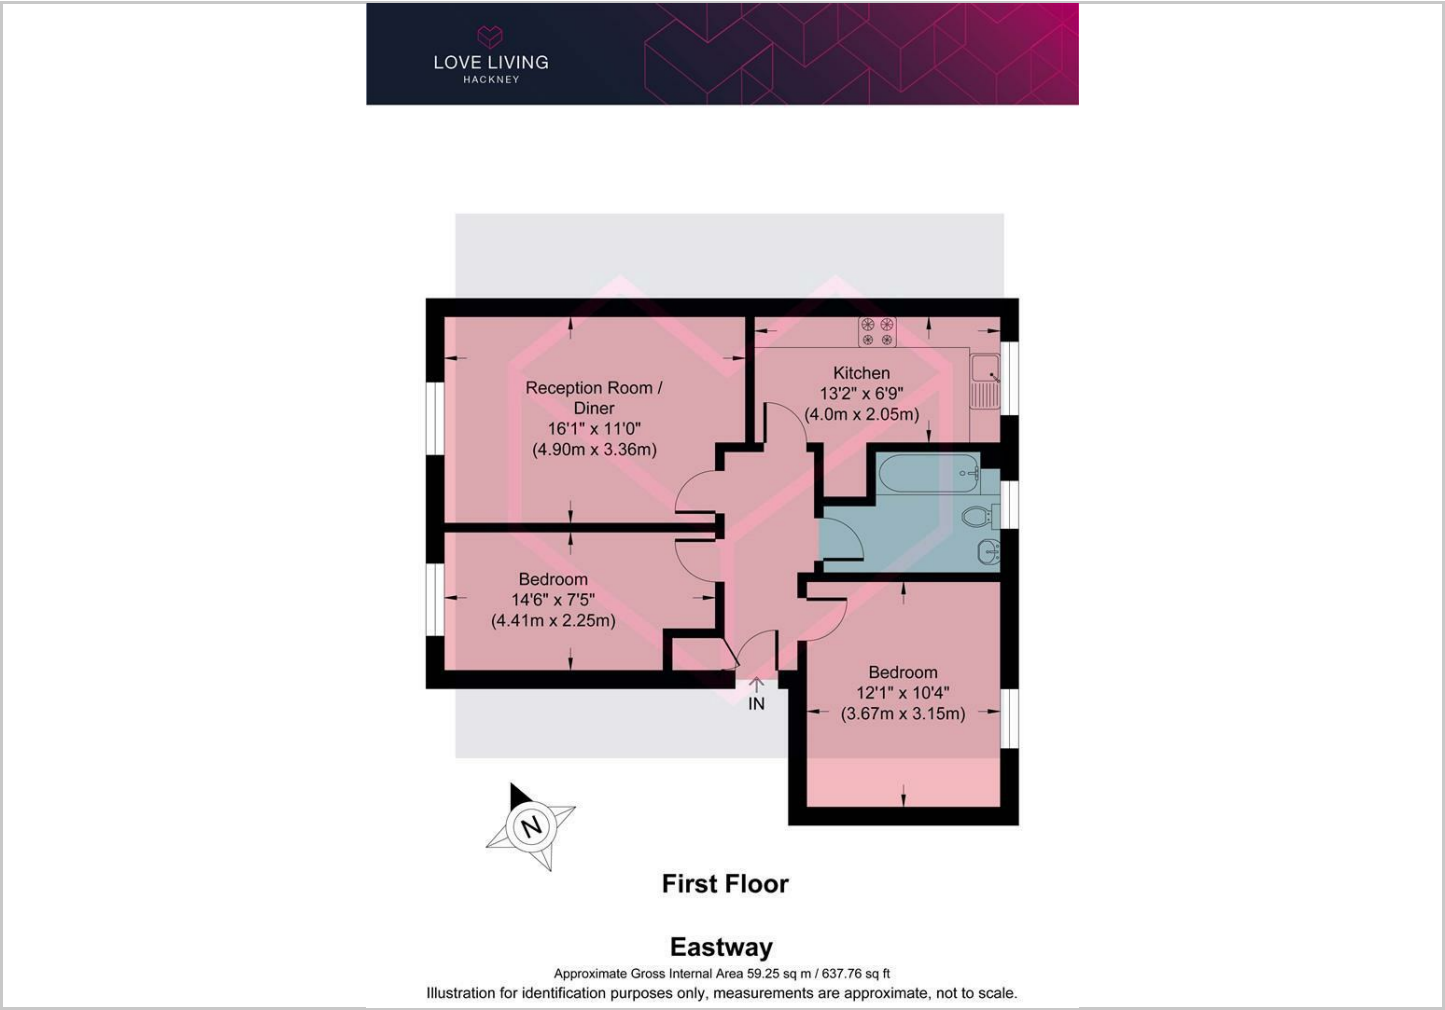 LOVE LIVING
HACKNEY
Reception Room /
Diner
16'1" x 11'0"
(4.90m x 3.36m)
Kitchen
13'2" x 6'9"
(4.0m x 2.05m)
Bedroom
14'6" x 7'5"
(4.41m x 2.25m)
Bedroom
12'1" x 10'4"
(3.67m x 3.15m)
IN
N
First Floor
Eastway
Approximate Gross Internal Area 59.25 sq m / 637.76 sq ft
Illustration for identification purposes only, measurements are approximate, not to scale.